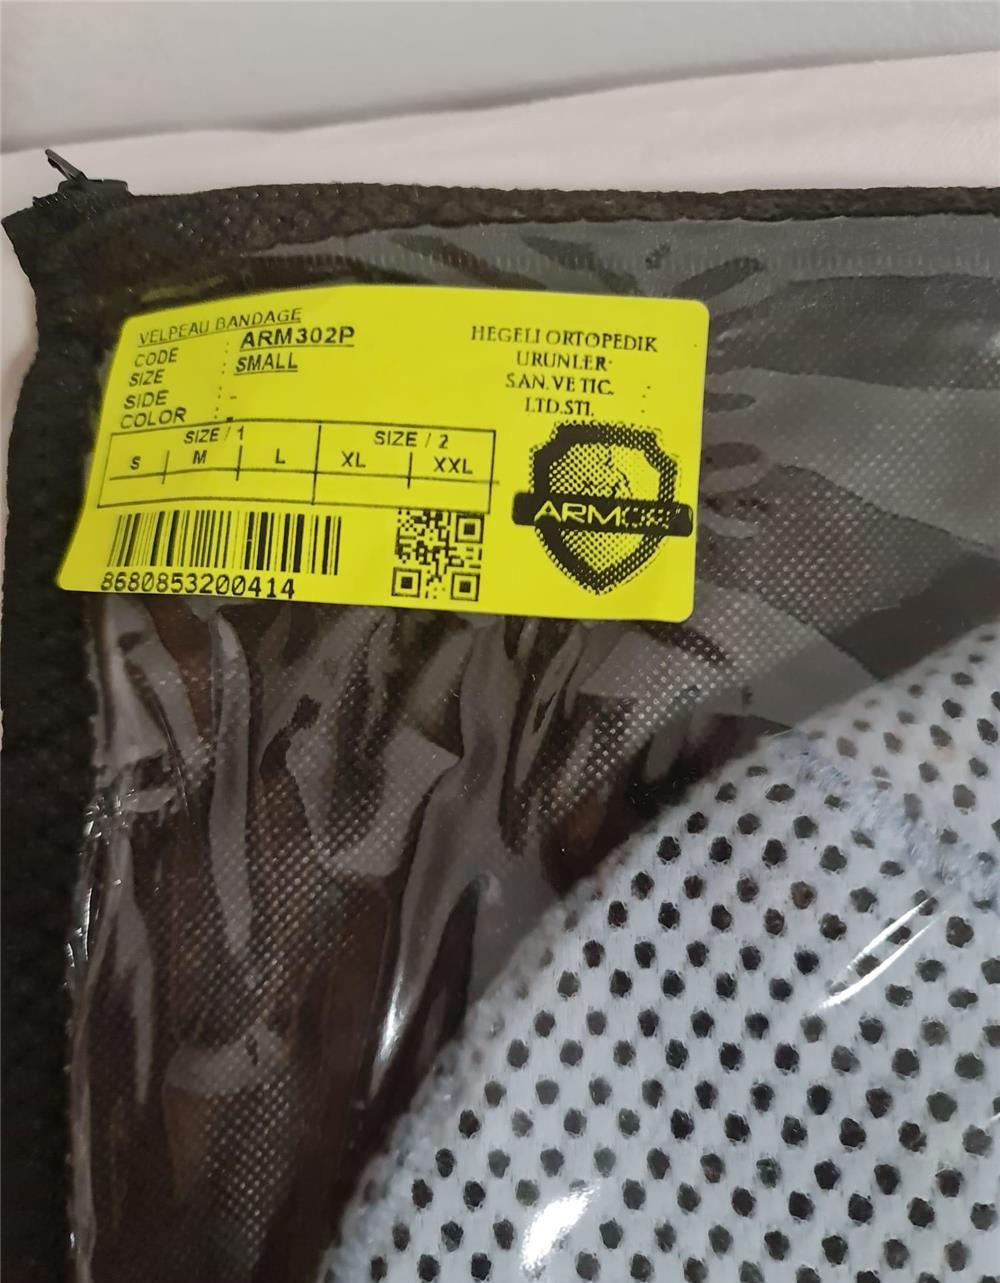 VELPEAU BANDAGE
CODE : ARM302P
SIZE : SMALL
SIDE : -
COLOR : .
SIZE / 1 SIZE / 2
S M L XL XXL
8680853200414
HEGELI ORTOPEDIK
URUNLER
SAN.VE TIC. :
LTD.STI. :
ARMOR